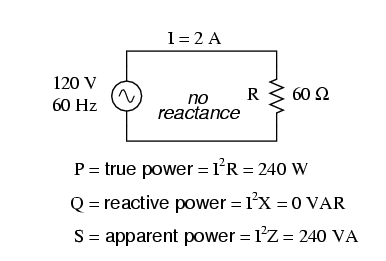 I = 2 A
120 V
60 Hz
no
reactance
R
60 Ω
P = true power = I²R = 240 W
Q = reactive power = I²X = 0 VAR
S = apparent power = I²Z = 240 VA